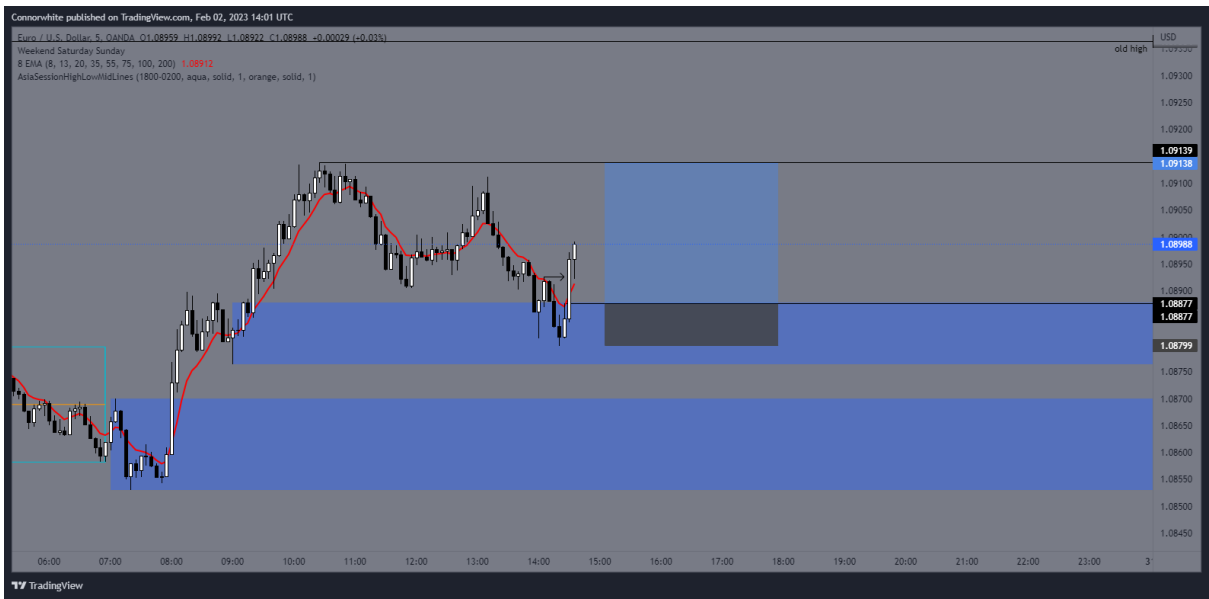 Connorwhite published on TradingView.com, Feb 02, 2023 14:01 UTC
Euro / U.S. Dollar, 5, OANDA O1.08959 H1.08992 L1.08922 C1.08988 +0.00029 (+0.03%)
USD
Weekend Saturday Sunday
old high
1.09350
8 EMA (8, 13, 20, 35, 55, 75, 100, 200) 1.08912
AsiaSessionHighLowMidLines (1800-0200, aqua, solid, 1, orange, solid, 1)
1.09300
1.09250
1.09200
1.09139
1.09138
1.09100
1.09050
1.09000
1.08988
1.08950
1.08900
1.08877
1.08877
1.08799
1.08750
1.08700
1.08650
1.08600
1.08550
1.08500
1.08450
06:00 07:00 08:00 09:00 10:00 11:00 12:00 13:00 14:00 15:00 16:00 17:00 18:00 19:00 20:00 21:00 22:00 23:00 3
TradingView